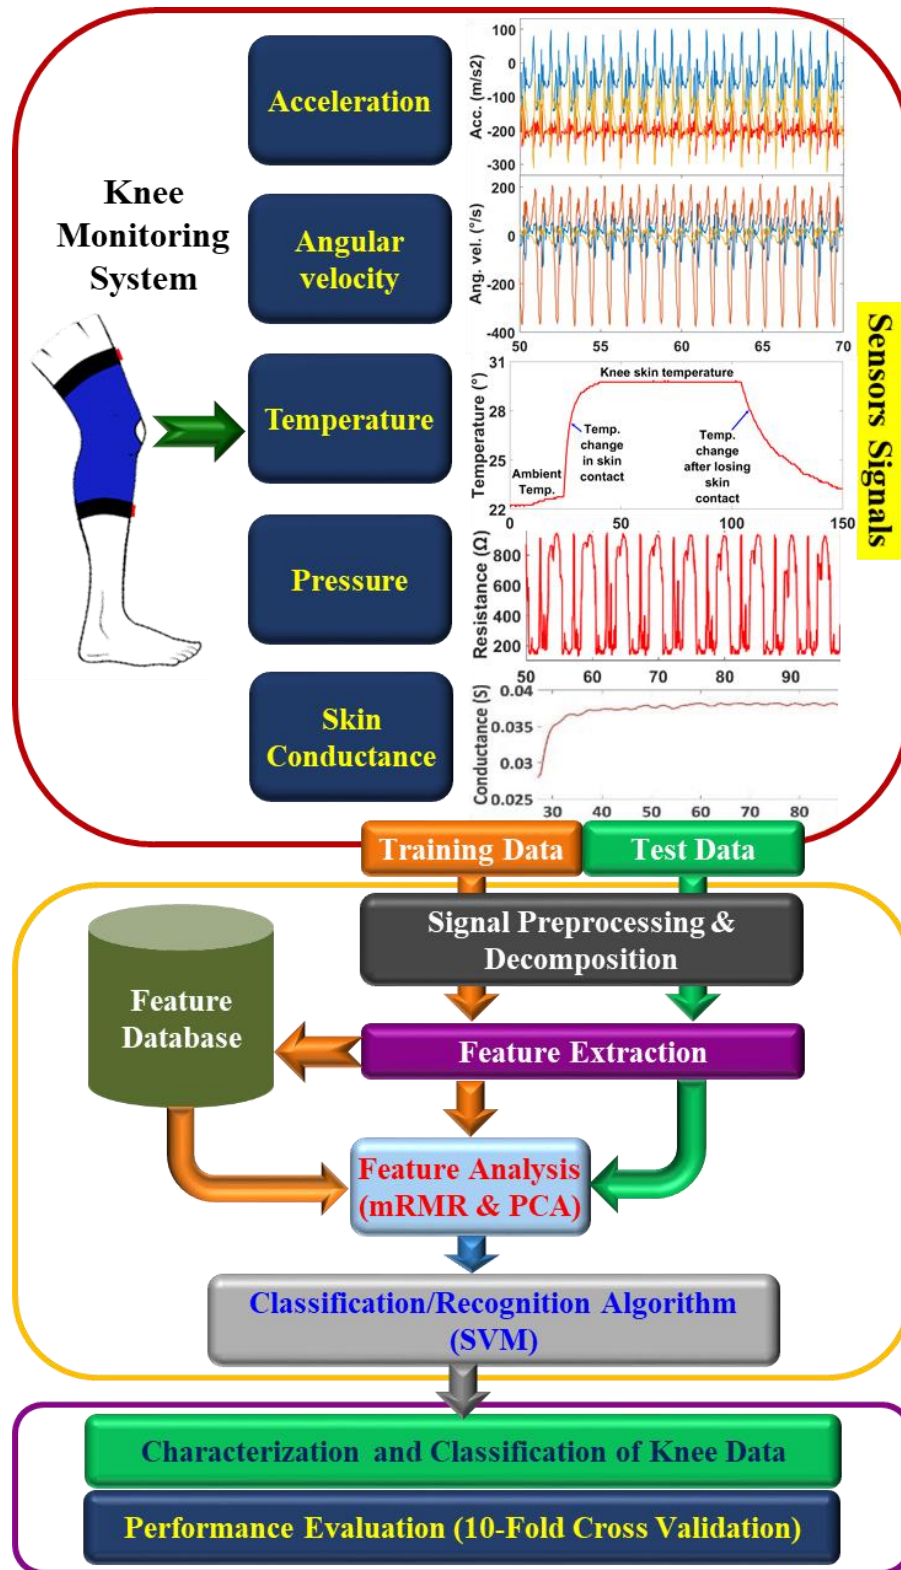 Knee
Monitoring
System
Acceleration
Angular
velocity
Temperature
Pressure
Skin
Conductance
Acc. (m/s2)
100
0
-100
-200
-300
Ang. vel. (°/s)
200
0
-200
-400
50
55
60
65
70
Temperature (°)
31
28
25
22
Knee skin temperature
Temp.
change
in skin
contact
Temp.
change
after losing
skin
contact
Ambient
Temp.
0
50
100
150
Resistance (Ω)
800
600
400
200
50
60
70
80
90
Conductance (S)
0.04
0.035
0.03
0.025
30
40
50
60
70
80
Sensors Signals
Training Data
Test Data
Signal Preprocessing &
Decomposition
Feature
Database
Feature Extraction
Feature Analysis
(mRMR & PCA)
Classification/Recognition Algorithm
(SVM)
Characterization and Classification of Knee Data
Performance Evaluation (10-Fold Cross Validation)